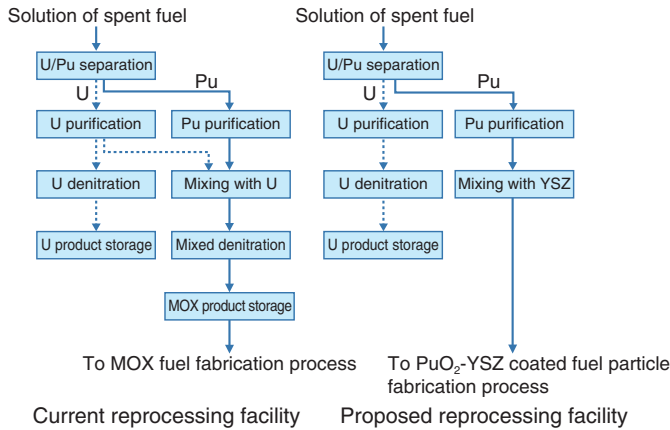 Solution of spent fuel
U/Pu separation
U
Pu
U purification
Pu purification
U denitration
Mixing with U
U product storage
Mixed denitration
MOX product storage
To MOX fuel fabrication process
Current reprocessing facility
Solution of spent fuel
U/Pu separation
U
Pu
U purification
Pu purification
U denitration
Mixing with YSZ
U product storage
To PuO₂-YSZ coated fuel particle
fabrication process
Proposed reprocessing facility